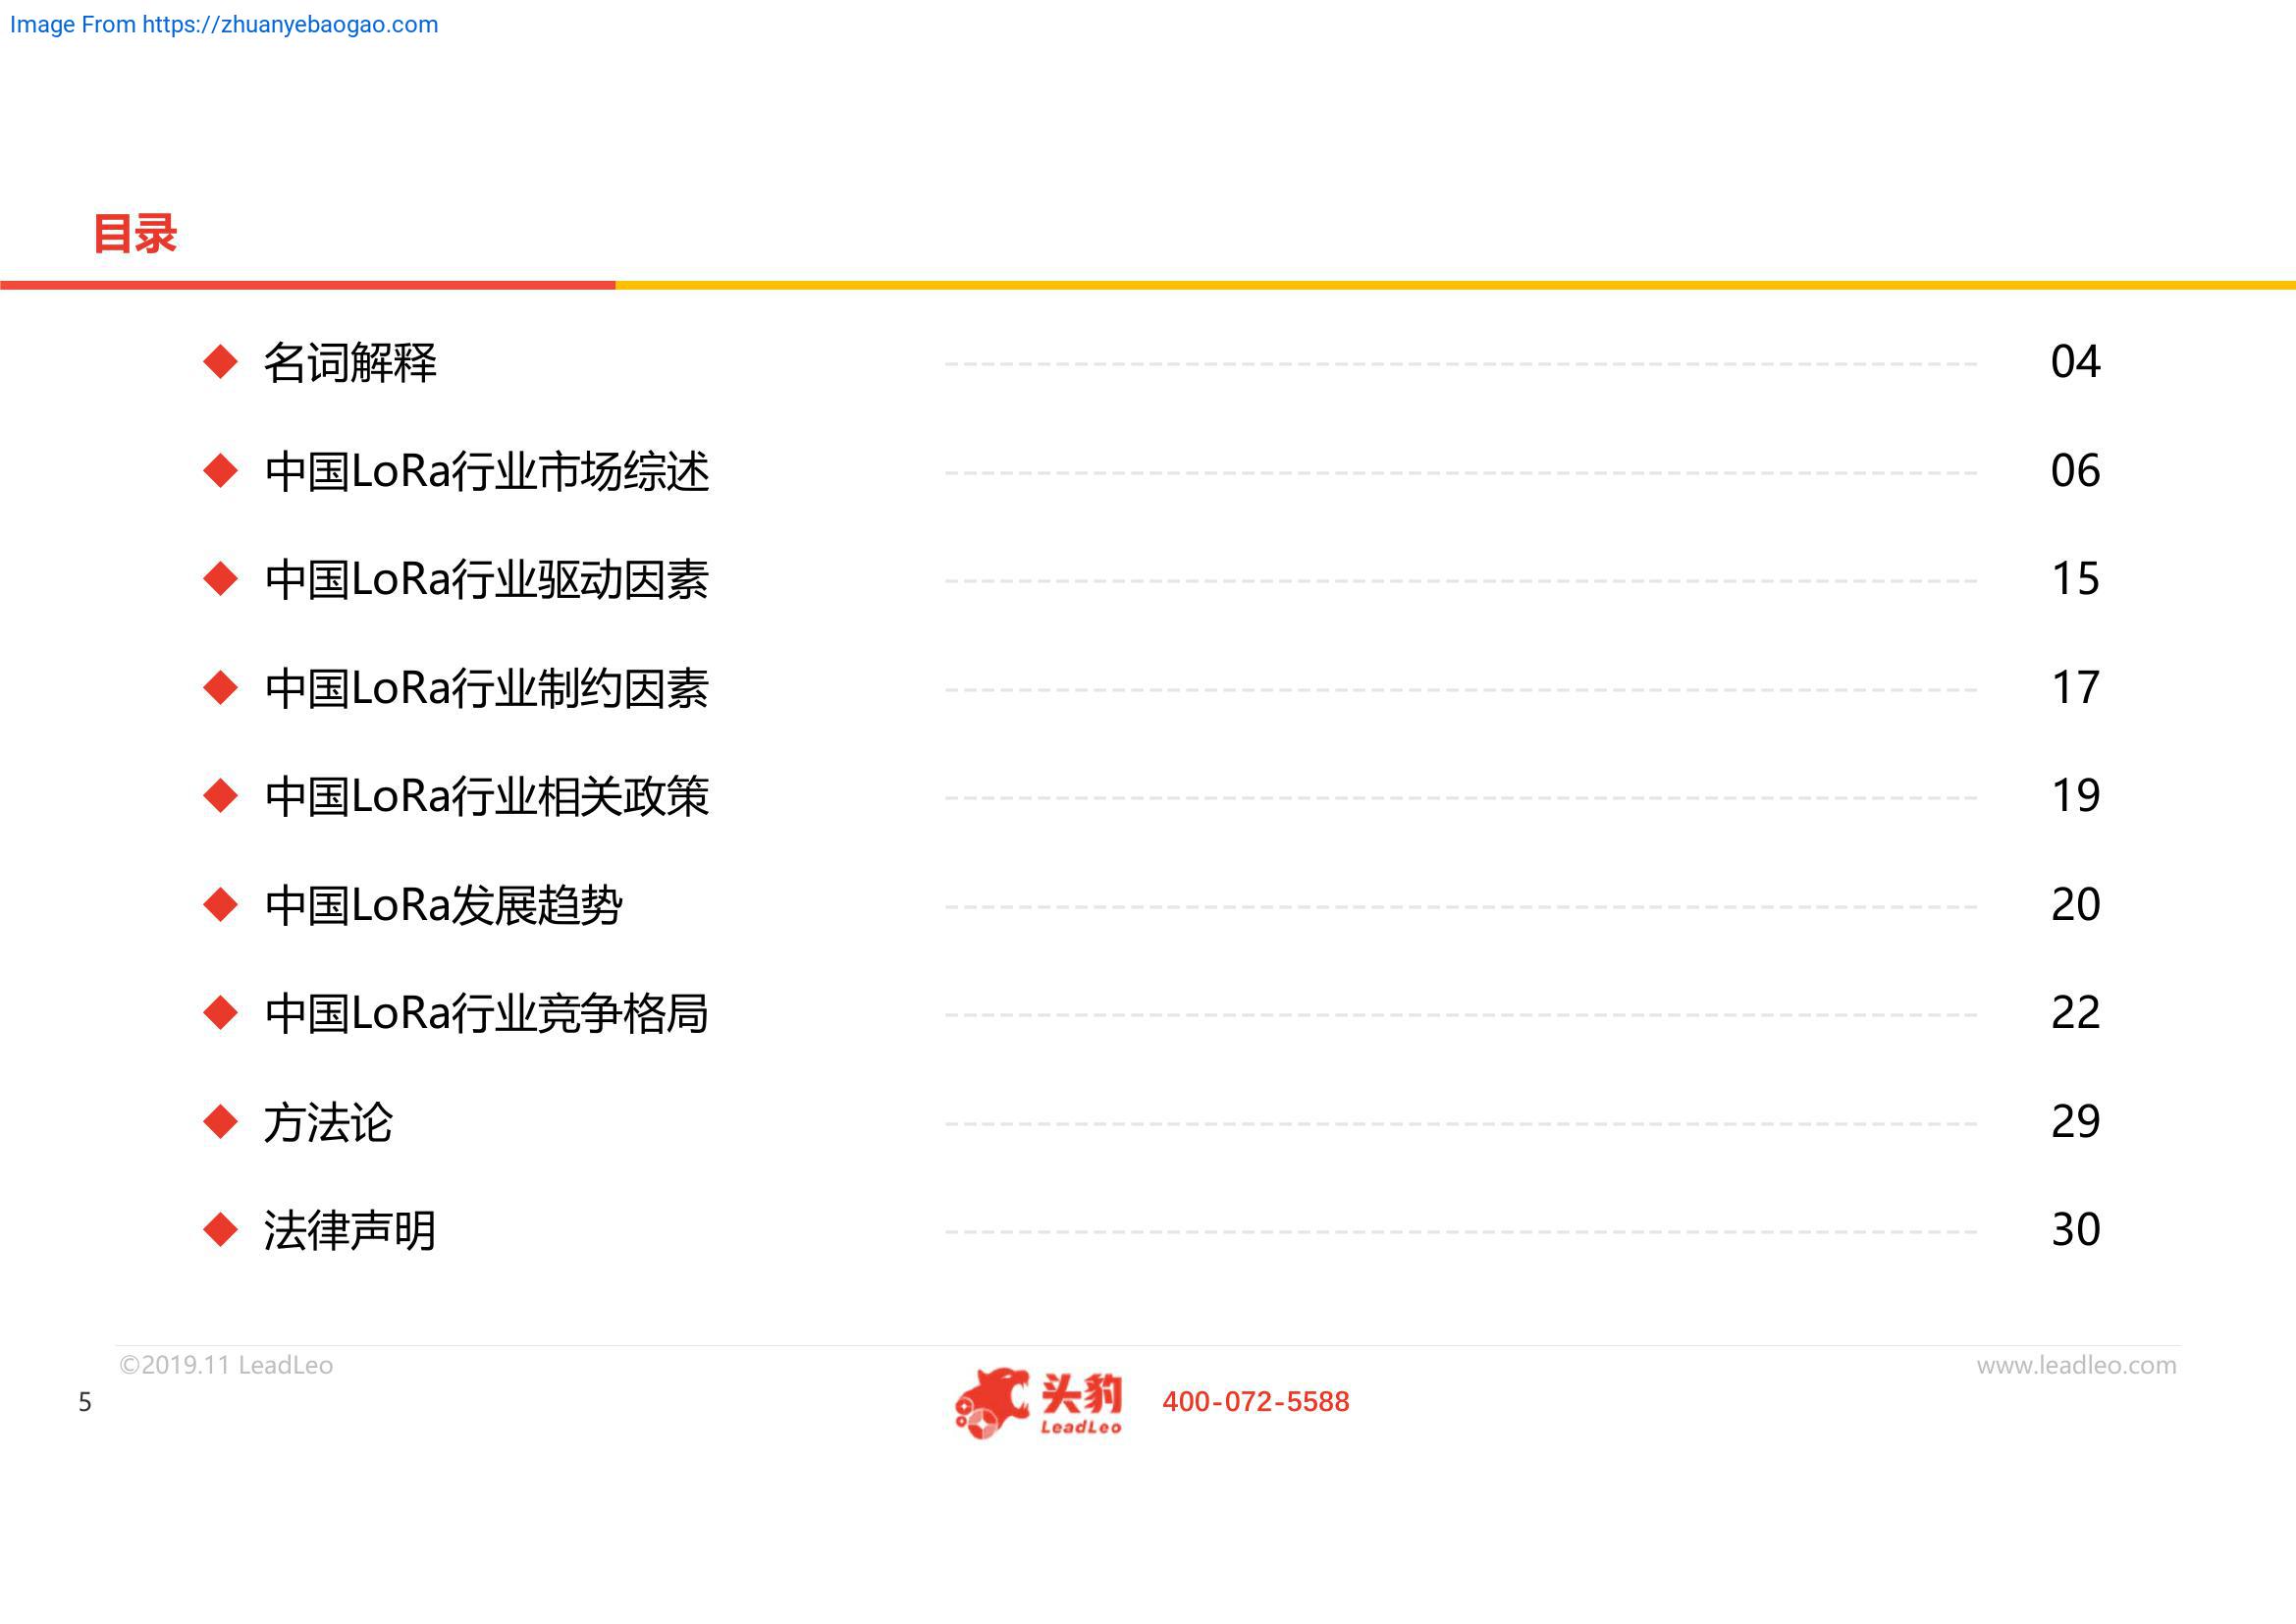 Image From https://zhuanyebaogao.com
目录
◆ 名词解释 04
◆ 中国LoRa行业市场综述 06
◆ 中国LoRa行业驱动因素 15
◆ 中国LoRa行业制约因素 17
◆ 中国LoRa行业相关政策 19
◆ 中国LoRa发展趋势 20
◆ 中国LoRa行业竞争格局 22
◆ 方法论 29
◆ 法律声明 30
©2019.11 LeadLeo www.leadleo.com
5
头豹
LeadLeo
400-072-5588